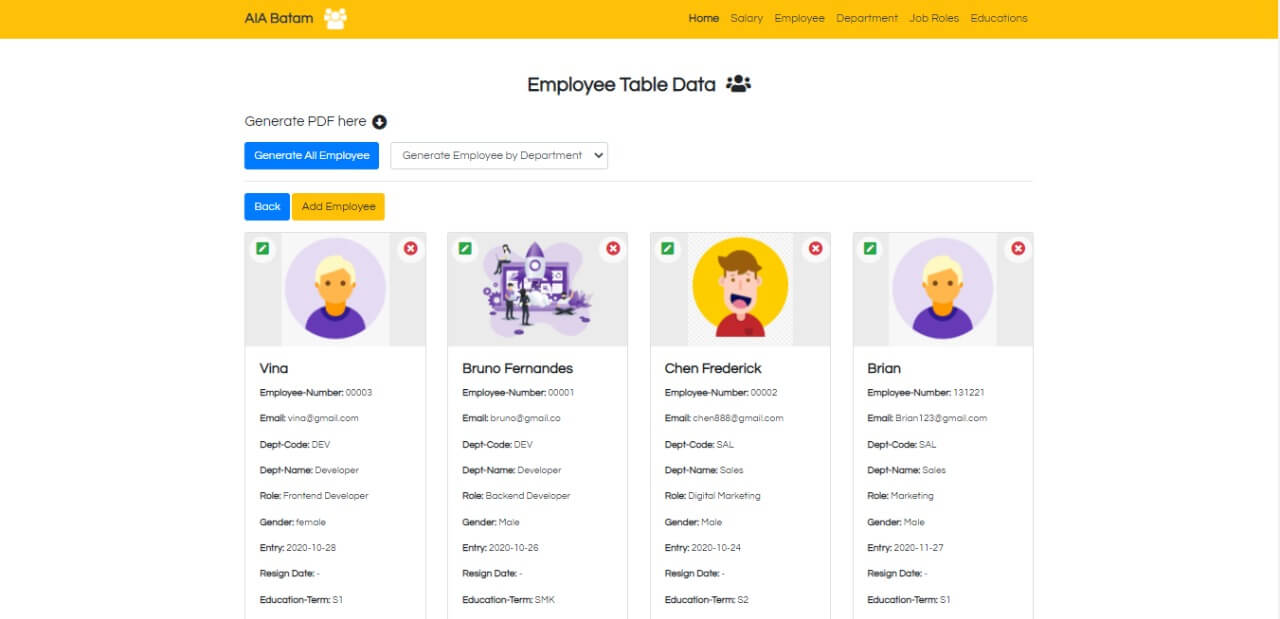 AIA Batam
Home Salary Employee Department Job Roles Educations
Employee Table Data
Generate PDF here
Generate All Employee Generate Employee by Department
Back Add Employee
Vina
Employee-Number: 00003
Email: vina@gmail.com
Dept-Code: DEV
Dept-Name: Developer
Role: Frontend Developer
Gender: female
Entry: 2020-10-28
Resign Date: -
Education-Term: S1
Bruno Fernandes
Employee-Number: 00001
Email: bruno@gmail.co
Dept-Code: DEV
Dept-Name: Developer
Role: Backend Developer
Gender: Male
Entry: 2020-10-26
Resign Date: -
Education-Term: SMK
Chen Frederick
Employee-Number: 00002
Email: chen888@gmail.com
Dept-Code: SAL
Dept-Name: Sales
Role: Digital Marketing
Gender: Male
Entry: 2020-10-24
Resign Date: -
Education-Term: S2
Brian
Employee-Number: 131221
Email: Brian123@gmail.com
Dept-Code: SAL
Dept-Name: Sales
Role: Marketing
Gender: Male
Entry: 2020-11-27
Resign Date: -
Education-Term: S1